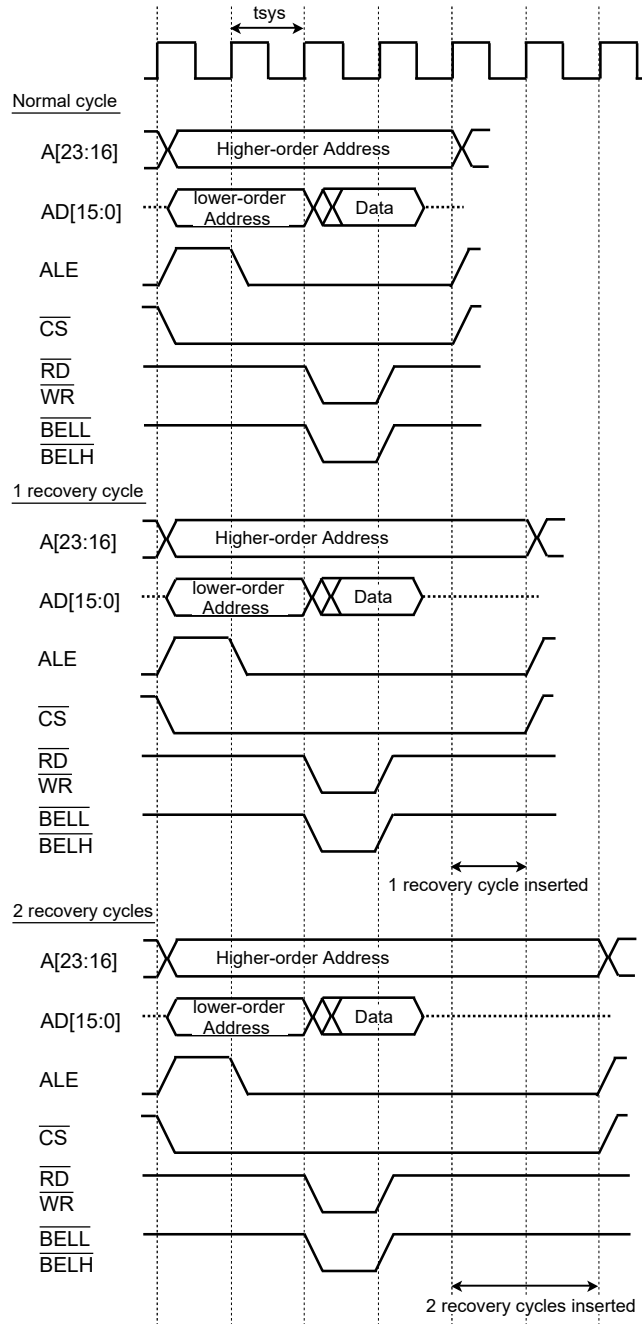 tsys
Normal cycle
A[23:16]
Higher-order Address
AD[15:0]
lower-order
Address
Data
ALE
CS
RD
WR
BELL
BELH
1 recovery cycle
A[23:16]
Higher-order Address
AD[15:0]
lower-order
Address
Data
ALE
CS
RD
WR
BELL
BELH
1 recovery cycle inserted
2 recovery cycles
A[23:16]
Higher-order Address
AD[15:0]
lower-order
Address
Data
ALE
CS
RD
WR
BELL
BELH
2 recovery cycles inserted